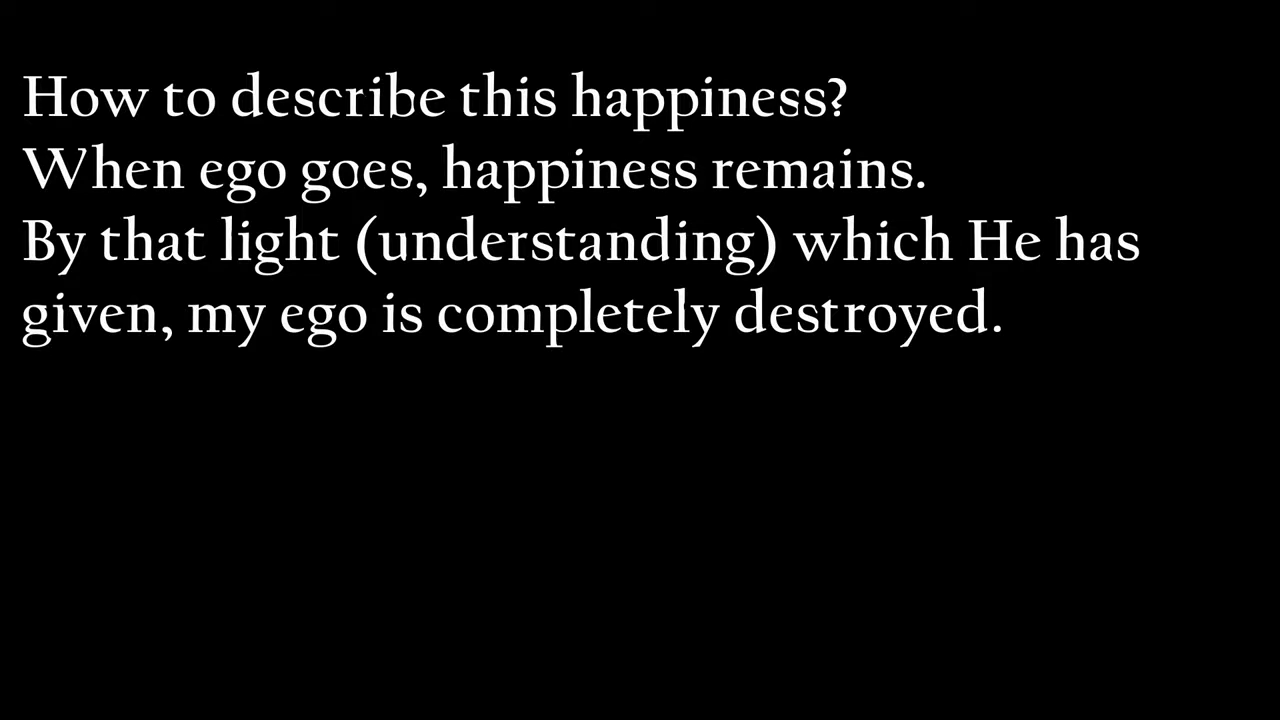 How to describe this happiness?
When ego goes, happiness remains.
By that light (understanding) which He has
given, my ego is completely destroyed.